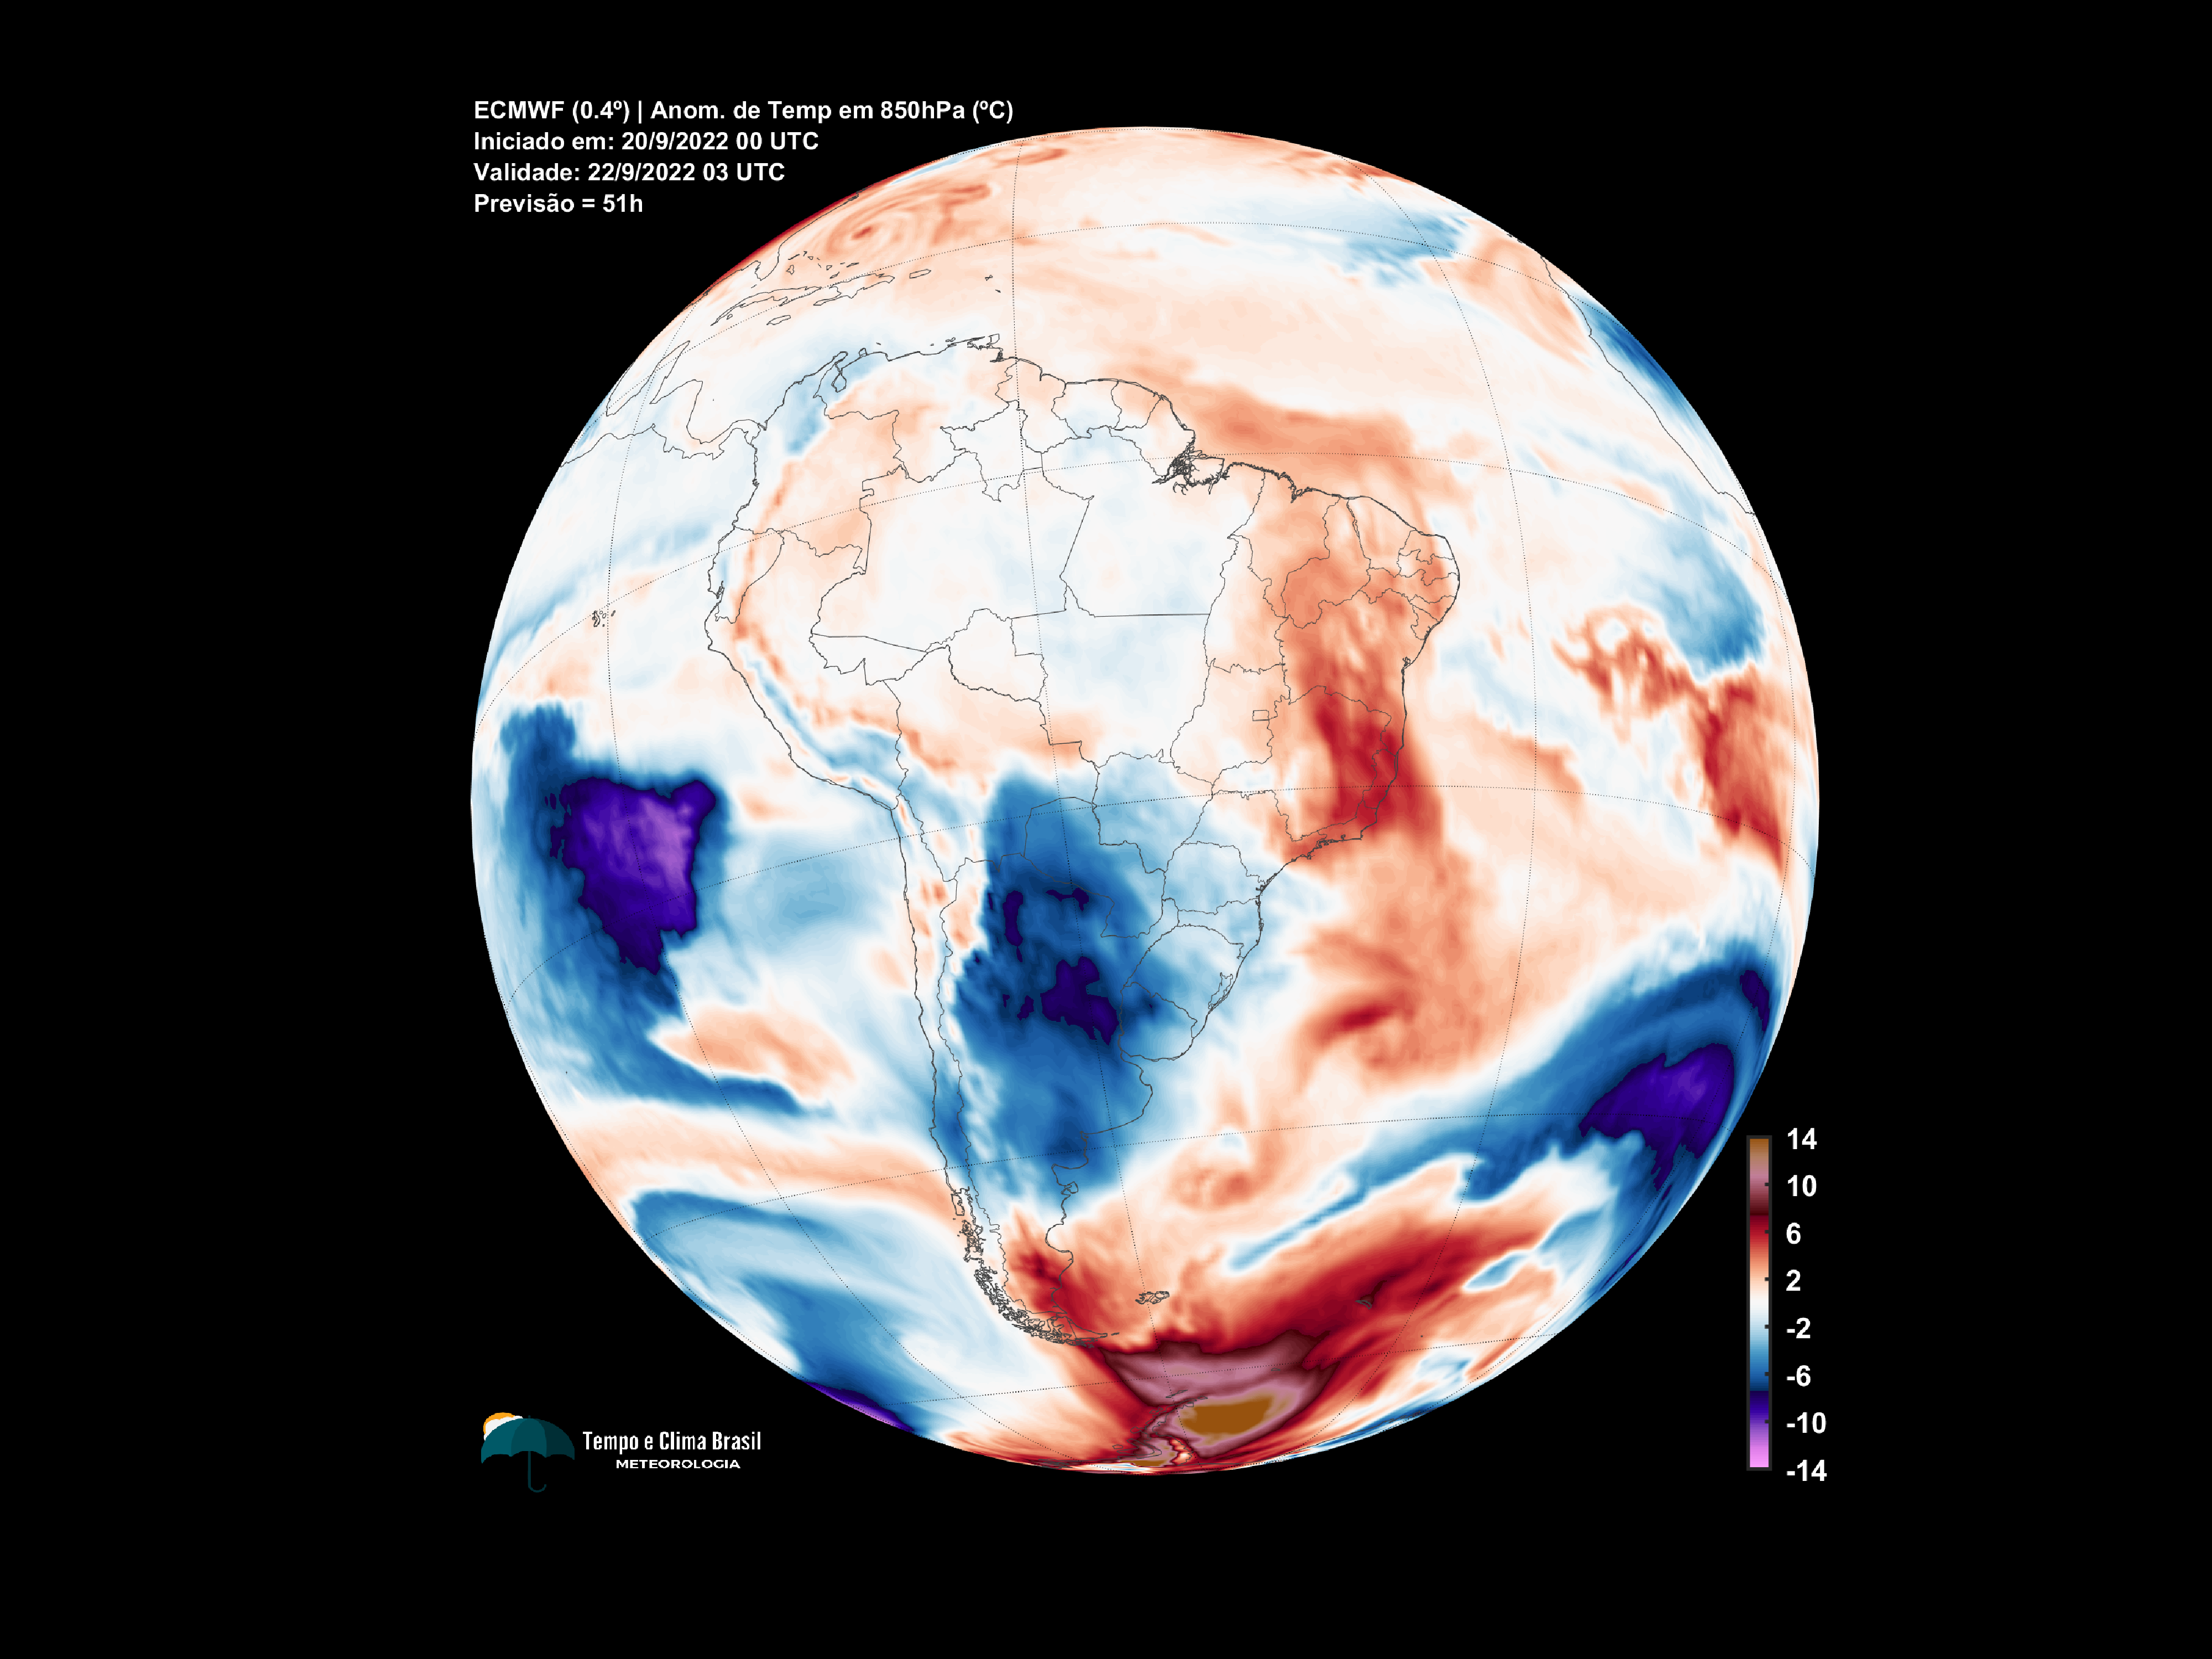 ECMWF (0.4º) | Anom. de Temp em 850hPa (ºC)
Iniciado em: 20/9/2022 00 UTC
Validade: 22/9/2022 03 UTC
Previsão = 51h
14
10
6
2
-2
-6
-10
-14
Tempo e Clima Brasil
METEOROLOGIA